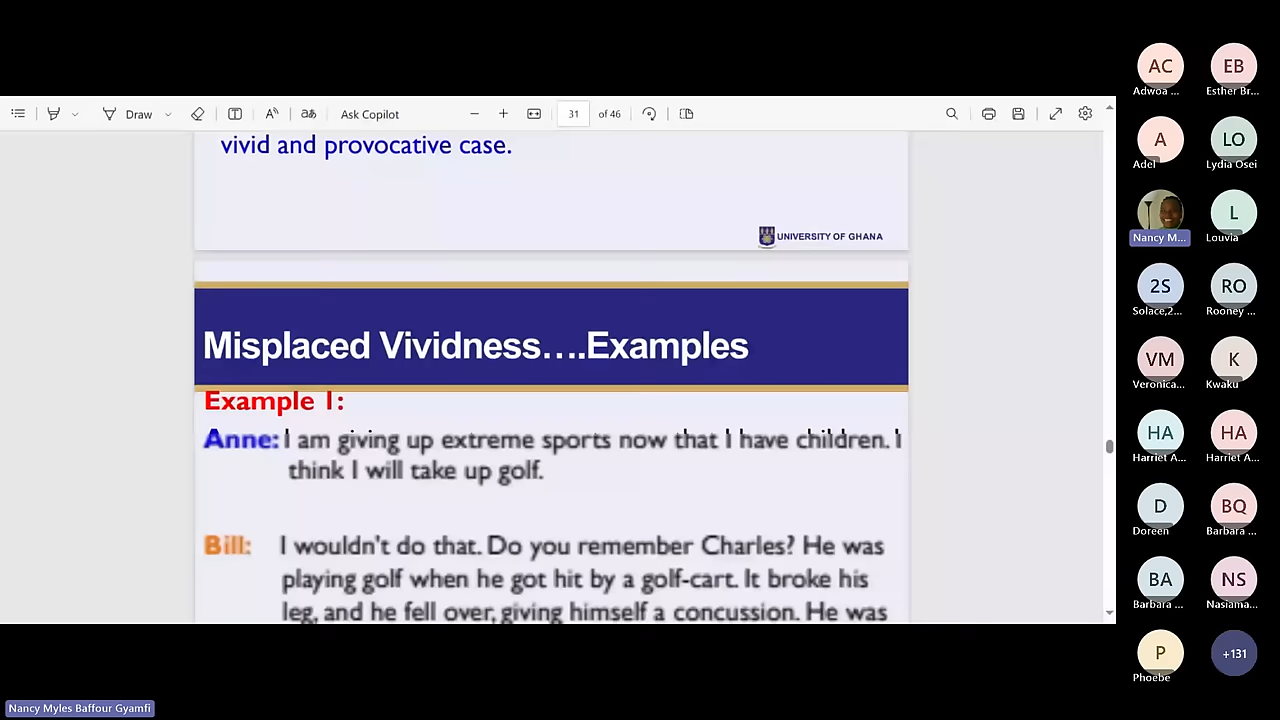 Draw
Ask Copilot
31 of 46
vivid and provocative case.
UNIVERSITY OF GHANA
Misplaced Vividness….Examples
Example 1:
Anne: I am giving up extreme sports now that I have children. I
think I will take up golf.
Bill: I wouldn't do that. Do you remember Charles? He was
playing golf when he got hit by a golf-cart. It broke his
leg, and he fell over, giving himself a concussion. He was
AC EB
Adwoa ... Esther Br...
A LO
Adel Lydia Osei
L
Nancy M... Louvia
2S RO
Solace,2... Rooney ...
VM K
Veronica... Kwaku
HA HA
Harriet A... Harriet A...
D BQ
Doreen Barbara ...
BA NS
Barbara ... Nasiama...
P +131
Phoebe
Nancy Myles Baffour Gyamfi